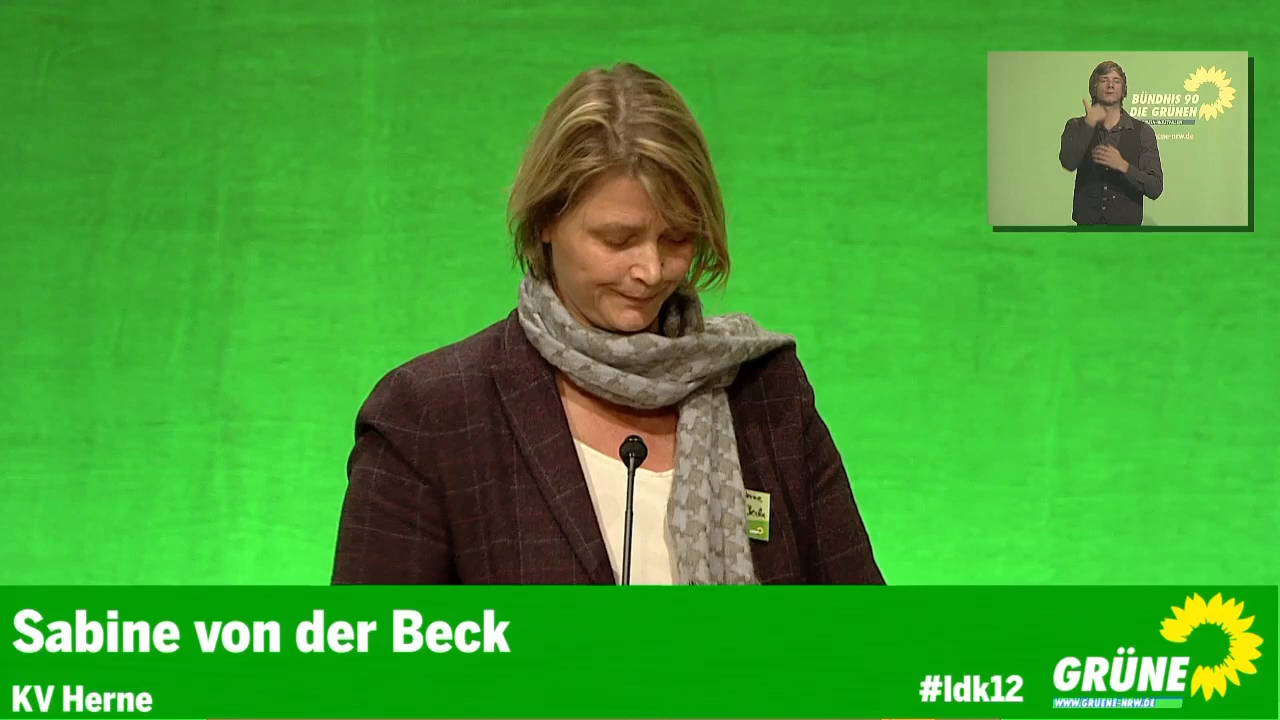 BÜNDNIS 90
DIE GRÜNEN
Sabine von der Beck
KV Herne
#ldk12
GRÜNE
WWW.GRUENE-NRW.DE